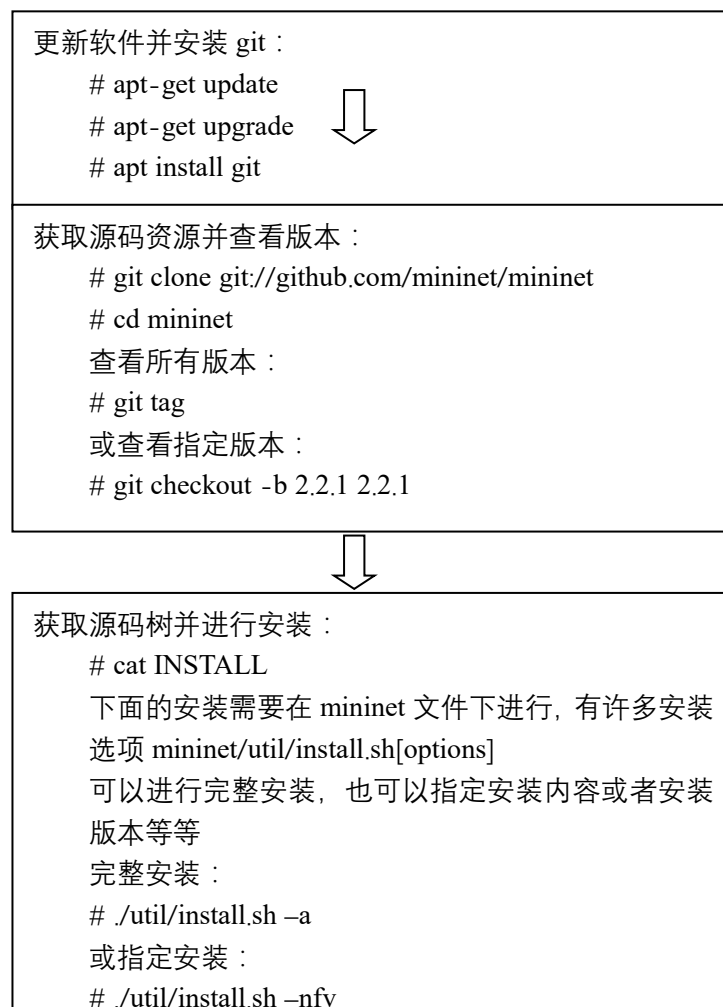 更新软件并安装 git：
# apt-get update
# apt-get upgrade
# apt install git
获取源码资源并查看版本：
# git clone git://github.com/mininet/mininet
# cd mininet
查看所有版本：
# git tag
或查看指定版本：
# git checkout -b 2.2.1 2.2.1
获取源码树并进行安装：
# cat INSTALL
下面的安装需要在 mininet 文件下进行, 有许多安装
选项 mininet/util/install.sh[options]
可以进行完整安装，也可以指定安装内容或者安装
版本等等
完整安装：
# ./util/install.sh –a
或指定安装：
# ./util/install.sh –nfv